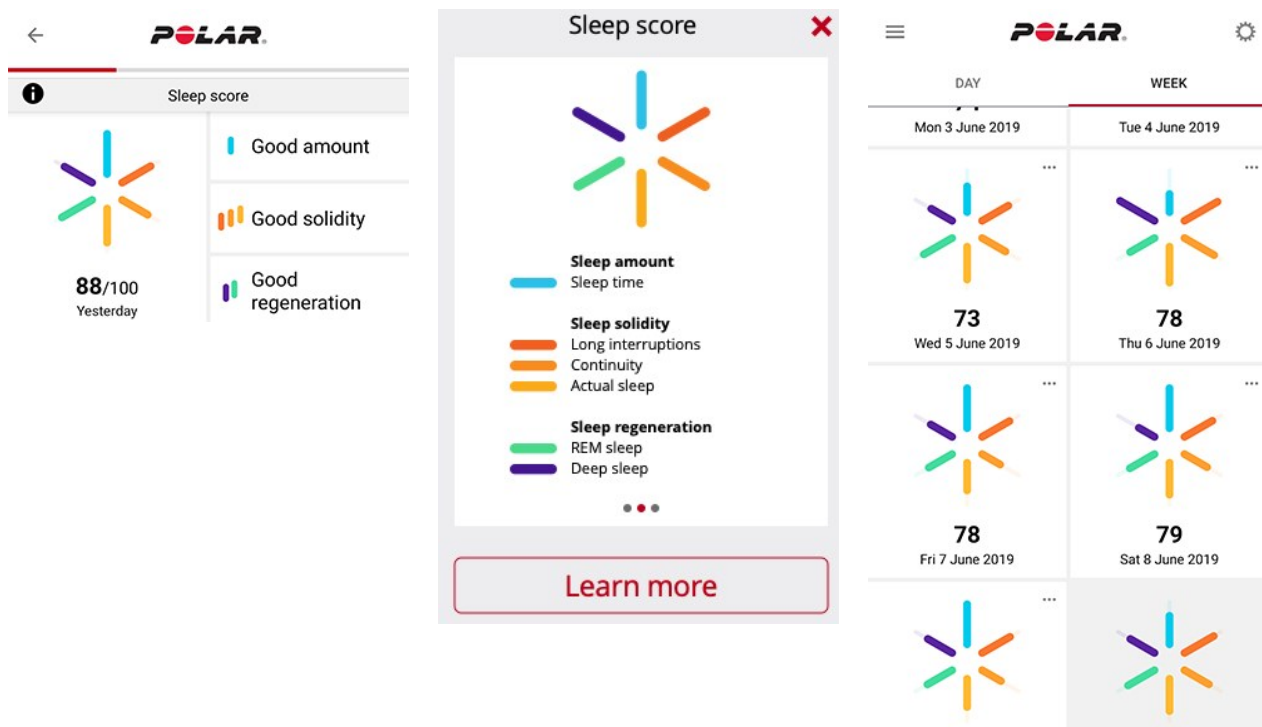 POLAR
Sleep score
88/100
Yesterday
Good amount
Good solidity
Good
regeneration
Sleep score
Sleep amount
Sleep time
Sleep solidity
Long interruptions
Continuity
Actual sleep
Sleep regeneration
REM sleep
Deep sleep
Learn more
POLAR
DAY
WEEK
Mon 3 June 2019
Tue 4 June 2019
73
Wed 5 June 2019
78
Thu 6 June 2019
78
Fri 7 June 2019
79
Sat 8 June 2019